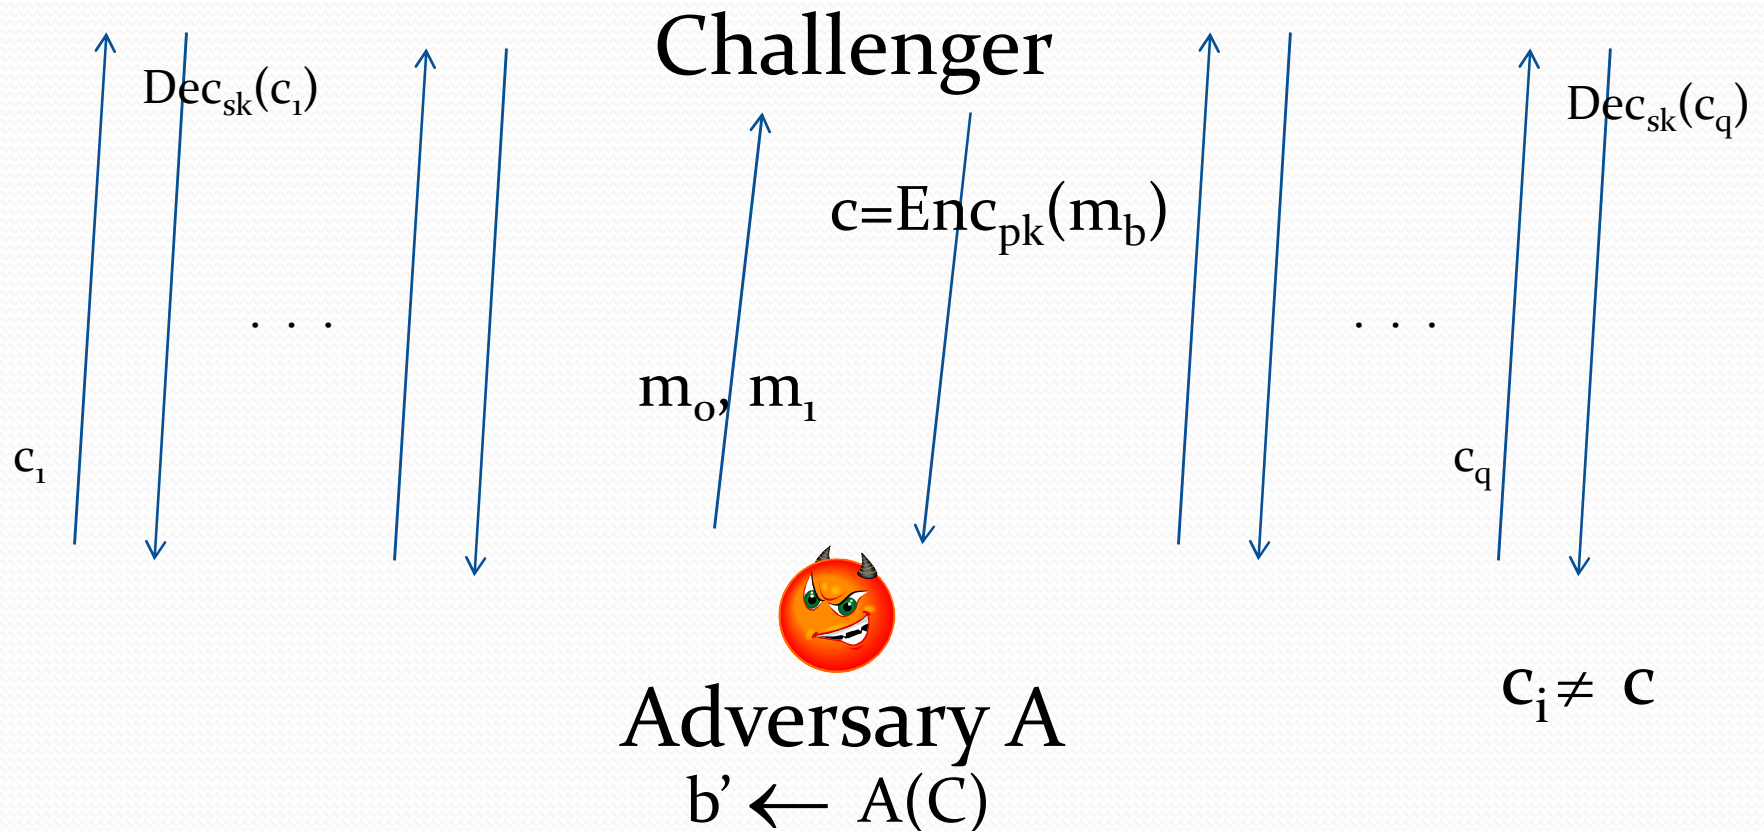 Challenger
Dec_sk(c_1)
Dec_sk(c_q)
c=Enc_pk(m_b)
. . .
. . .
m_0, m_1
c_1
c_q
c_i ≠ c
Adversary A
b’ ← A(C)